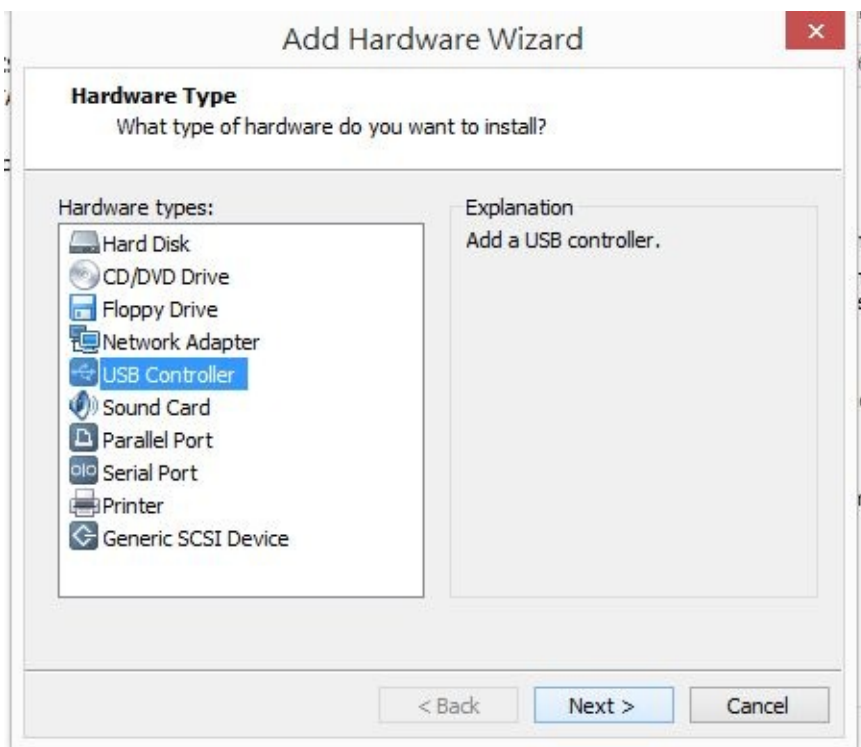 Add Hardware Wizard
Hardware Type
What type of hardware do you want to install?
Hardware types:
Hard Disk
CD/DVD Drive
Floppy Drive
Network Adapter
USB Controller
Sound Card
Parallel Port
Serial Port
Printer
Generic SCSI Device
Explanation
Add a USB controller.
< Back
Next >
Cancel